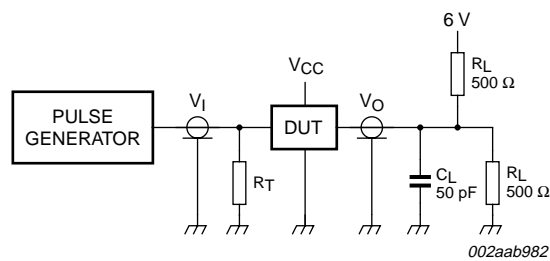 6 V
RL
500 Ω
VCC
VI
VO
PULSE
GENERATOR
DUT
RT
CL
50 pF
RL
500 Ω
002aab982